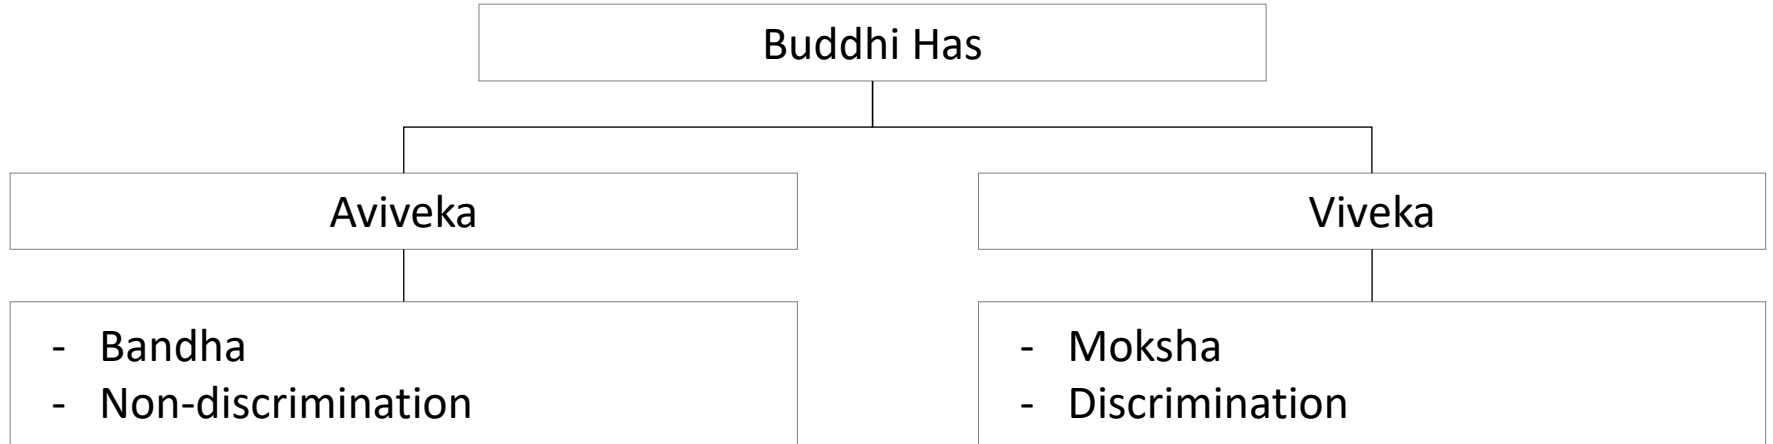 Buddhi Has
Aviveka
Viveka
- Bandha
- Non-discrimination
- Moksha
- Discrimination